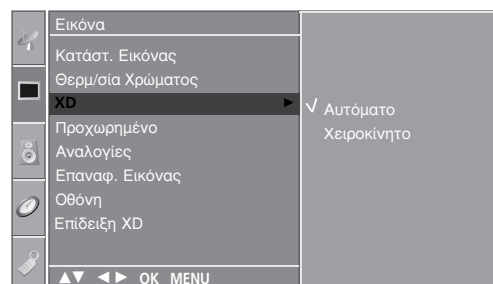 Εικόνα
Κατάστ. Εικόνας
Θερμ/σία Χρώματος
XD
Προχωρημένο
Αναλογίες
Επαναφ. Εικόνας
Οθόνη
Επίδειξη XD
Αυτόματο
Χειροκίνητο
OK MENU